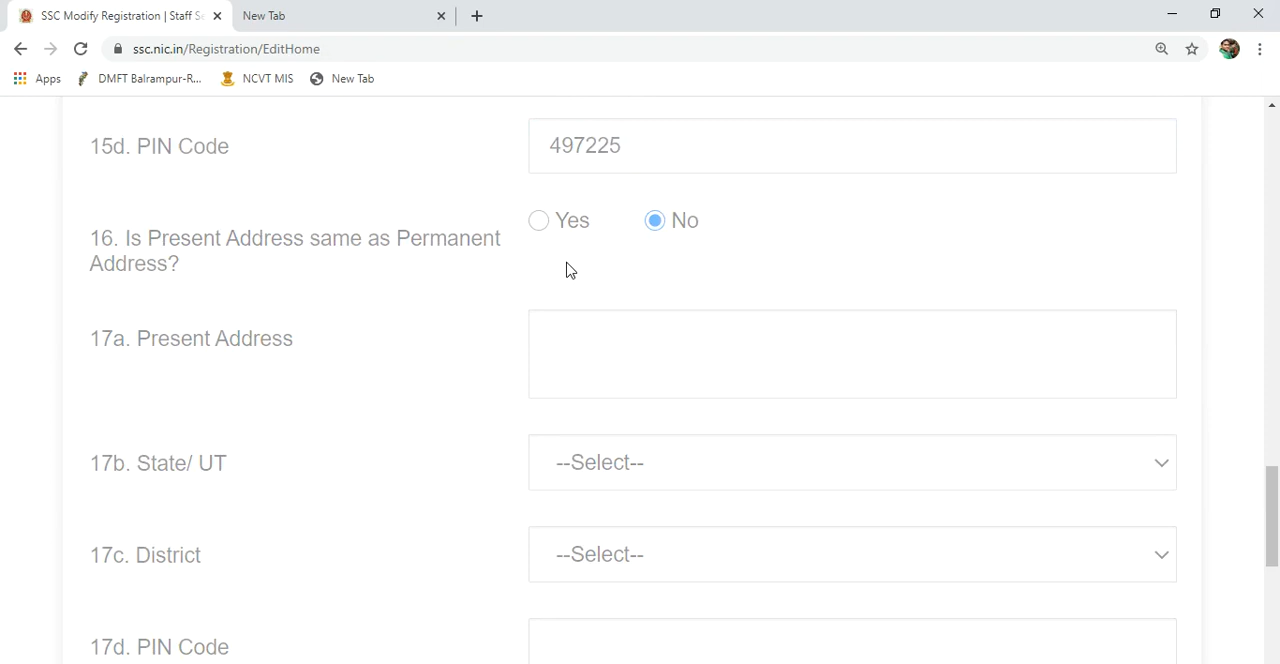 SSC Modify Registration | Staff Se
New Tab
ssc.nic.in/Registration/EditHome
Apps
DMFT Balrampur-R...
NCVT MIS
New Tab
15d. PIN Code
497225
16. Is Present Address same as Permanent
Address?
Yes
No
17a. Present Address
17b. State/ UT
--Select--
17c. District
--Select--
17d. PIN Code